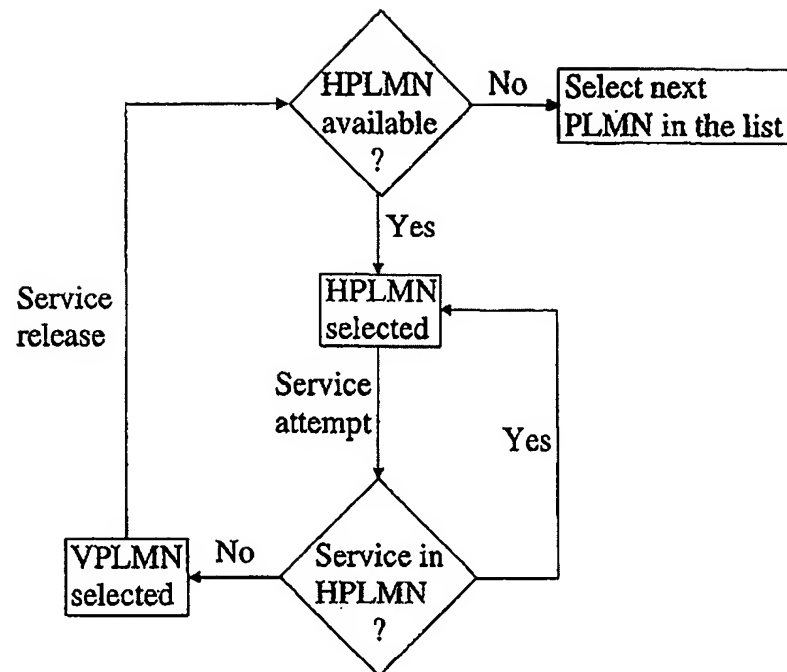 HPLMN
available
?
No
Select next
PLMN in the list
Yes
HPLMN
selected
Service
release
Service
attempt
Yes
Service in
HPLMN
?
No
VPLMN
selected